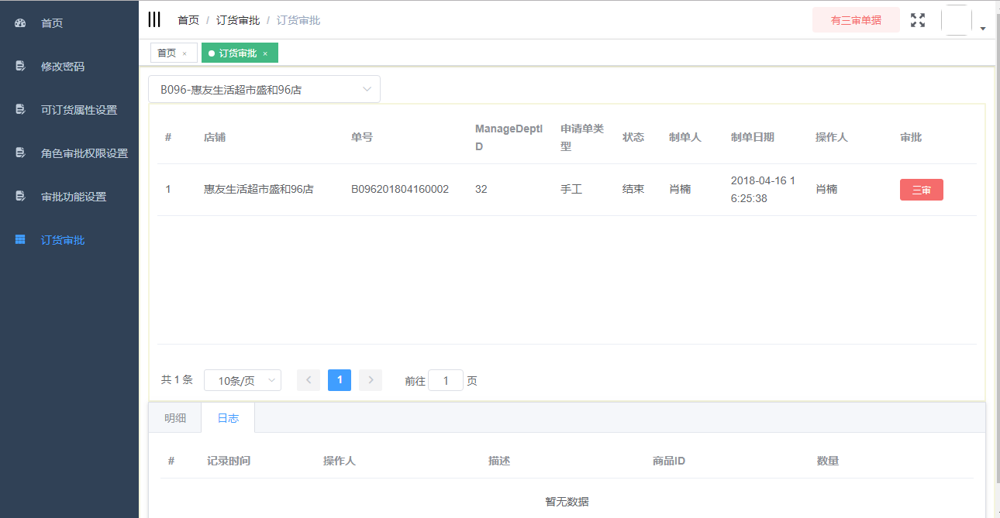 首页
修改密码
可订货属性设置
角色审批权限设置
审批功能设置
订货审批
首页 / 订货审批 / 订货审批
有三审单据
首页 ×
订货审批 ×
B096-惠友生活超市盛和96店
# 店铺 单号 ManageDeptI
D 申请单类
型 状态 制单人 制单日期 操作人 审批
1 惠友生活超市盛和96店 B096201804160002 32 手工 结束 肖楠 2018-04-16 1
6:25:38 肖楠 三审
共 1 条 10条/页 1 前往 1 页
明细 日志
# 记录时间 操作人 描述 商品ID 数量
暂无数据